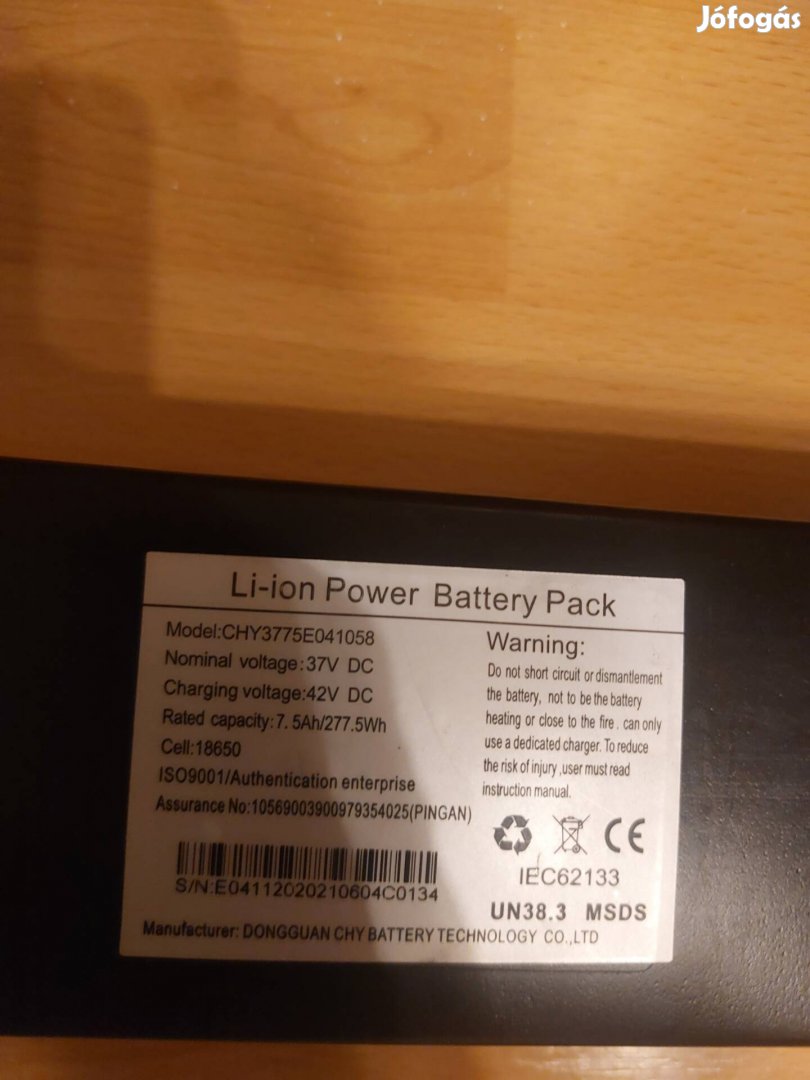 Jófogás
Li-ion Power Battery Pack
Model:CHY3775E041058
Nominal voltage:37V DC
Charging voltage:42V DC
Rated capacity:7.5Ah/277.5Wh
Cell:18650
ISO9001/Authentication enterprise
Assurance No:10569003900979354025(PINGAN)
S/N:E04112020210604C0134
Warning:
Do not short circuit or dismantlement
the battery, not to be the battery
heating or close to the fire . can only
use a dedicated charger. To reduce
the risk of injury ,user must read
instruction manual.
CE
IEC62133
UN38.3 MSDS
Manufacturer: DONGGUAN CHY BATTERY TECHNOLOGY CO.,LTD